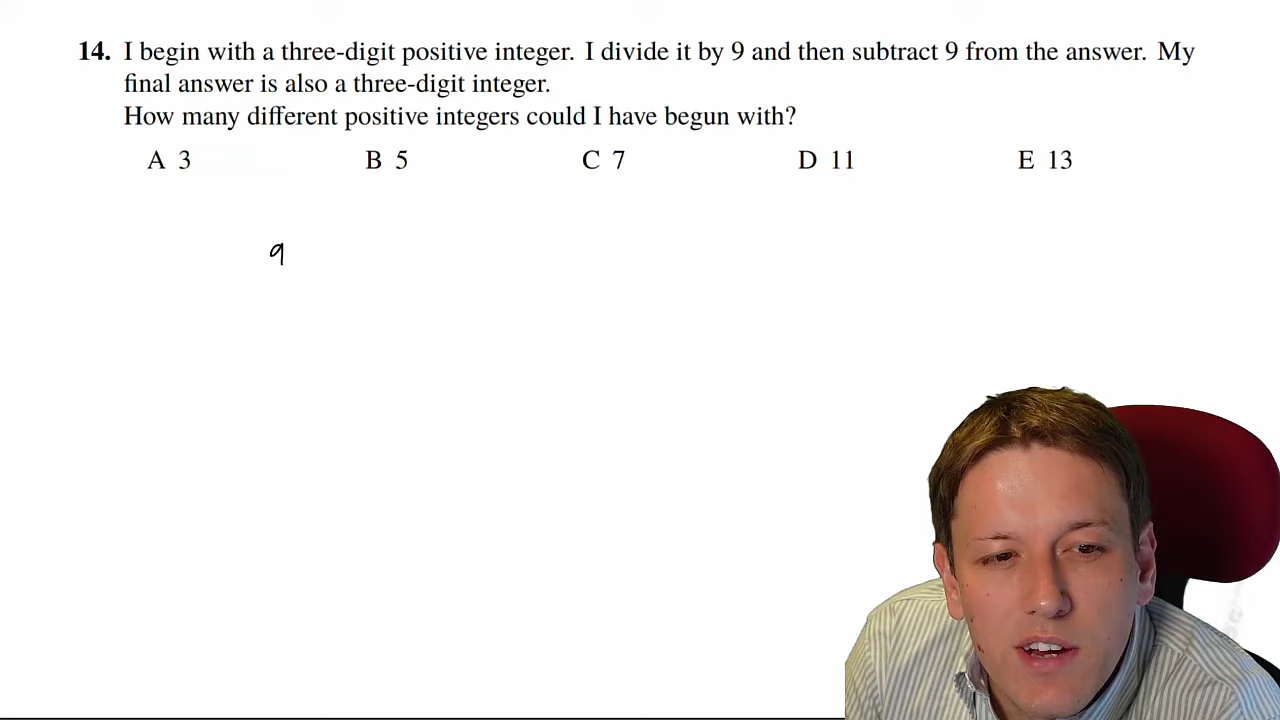 14. I begin with a three-digit positive integer. I divide it by 9 and then subtract 9 from the answer. My
final answer is also a three-digit integer.
How many different positive integers could I have begun with?
A 3 B 5 C 7 D 11 E 13
9